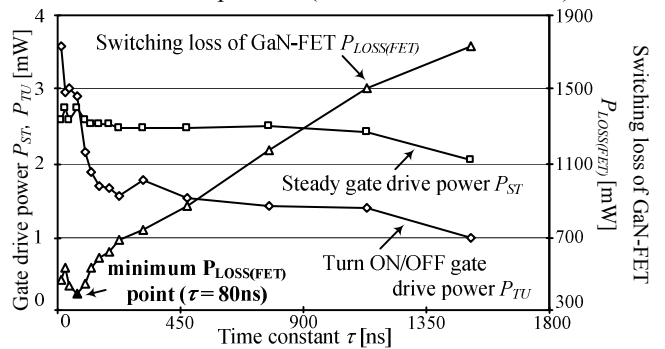 4
3
2
1
0
Gate drive power P_ST, P_TU [mW]
Switching loss of GaN-FET P_LOSS(FET)
Steady gate drive power P_ST
minimum P_LOSS(FET)
point (τ = 80ns)
Turn ON/OFF gate
drive power P_TU
1900
1500
1100
700
300
Switching loss of GaN-FET
P_LOSS(FET) [mW]
0
450
900
1350
1800
Time constant τ [ns]